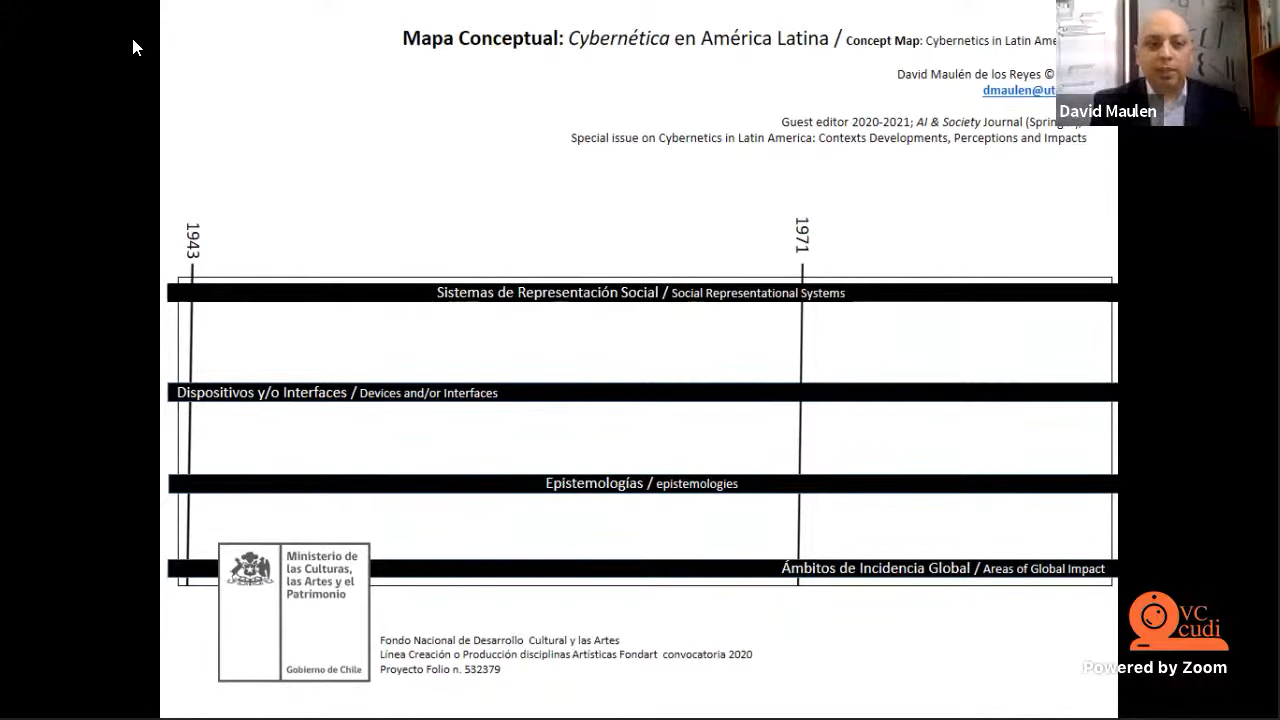 Mapa Conceptual: Cybernética en América Latina / Concept Map: Cybernetics in Latin
David Maulén de los Reyes ©
dmaulen@ut
David Maulen
Guest editor 2020-2021; AI & Society Journal
Special issue on Cybernetics in Latin America: Contexts Developments, Perceptions and Impacts
1943
1971
Sistemas de Representación Social / Social Representational Systems
Dispositivos y/o Interfaces / Devices and/or Interfaces
Epistemologías / epistemologies
Ámbitos de Incidencia Global / Areas of Global Impact
Ministerio de
las Culturas,
las Artes y el
Patrimonio
Gobierno de Chile
Fondo Nacional de Desarrollo Cultural y las Artes
Línea Creación o Producción disciplinas Artísticas Fondart convocatoria 2020
Proyecto Folio n. 532379
VC
cudi
Powered by Zoom